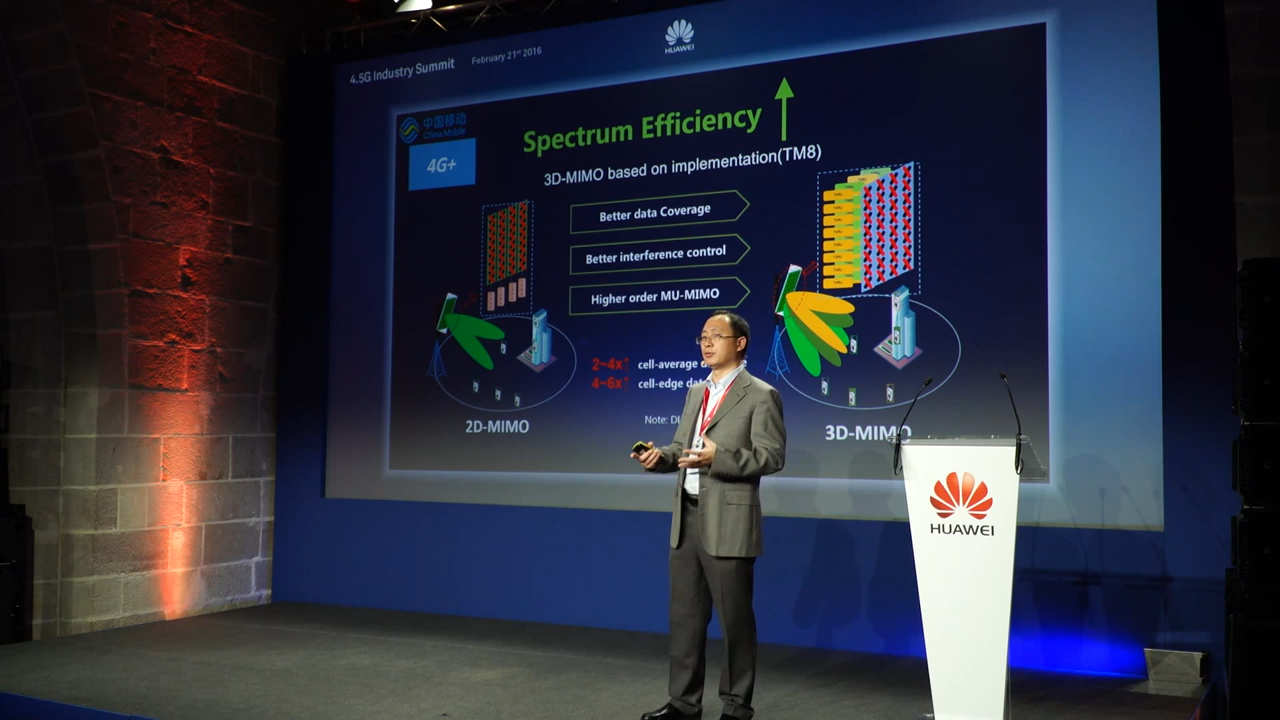 4.5G Industry Summit February 21st 2016
HUAWEI
中国移动
China Mobile
4G+
Spectrum Efficiency
3D-MIMO based on implementation(TM8)
Better data Coverage
Better interference control
Higher order MU-MIMO
2~4x↑ cell-average
4~6x↑ cell-edge
Note:
2D-MIMO
3D-MIMO
HUAWEI